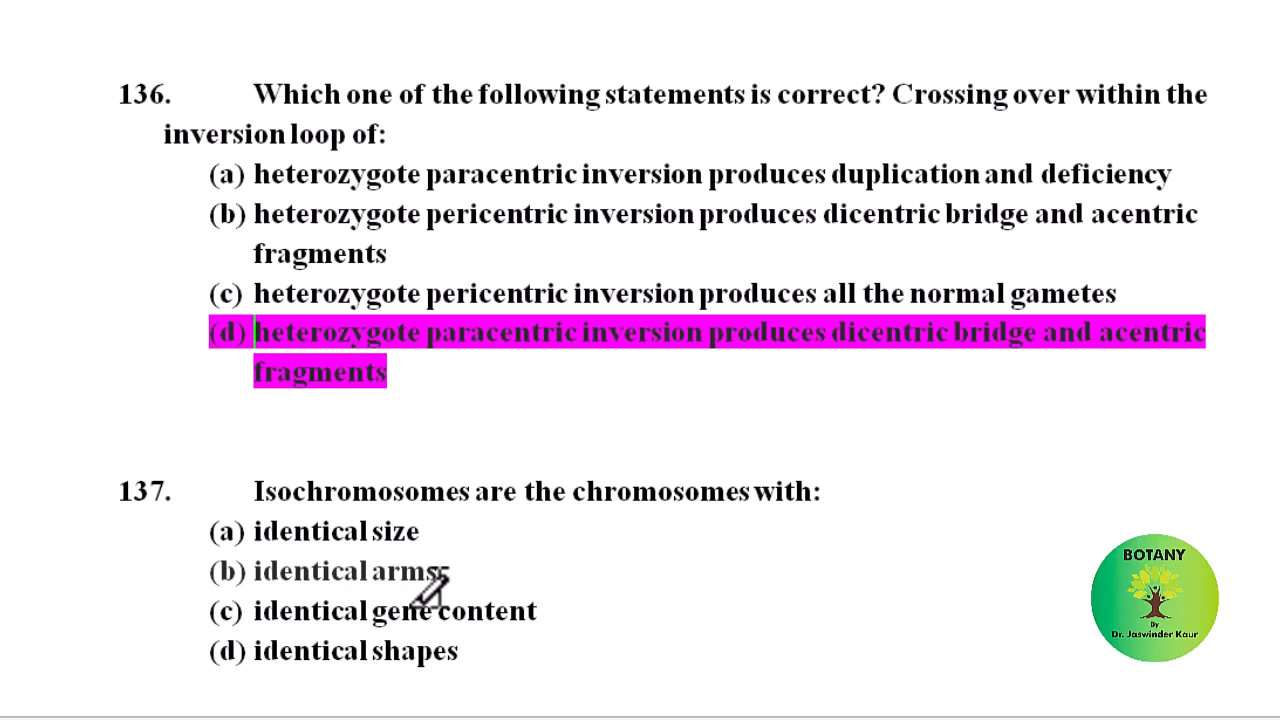 136. Which one of the following statements is correct? Crossing over within the
inversion loop of:
(a) heterozygote paracentric inversion produces duplication and deficiency
(b) heterozygote pericentric inversion produces dicentric bridge and acentric
fragments
(c) heterozygote pericentric inversion produces all the normal gametes
(d) heterozygote paracentric inversion produces dicentric bridge and acentric
fragments
137. Isochromosomes are the chromosomes with:
(a) identical size
(b) identical arms
(c) identical gene content
(d) identical shapes
BOTANY
By
Dr. Jaswinder Kaur